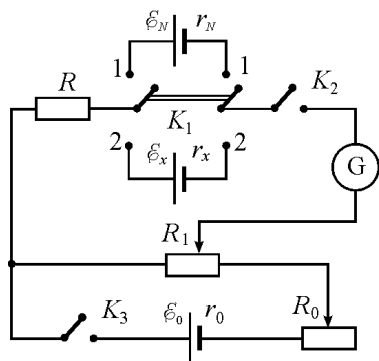 ℰN rN
1 1
R K1 K2
2 ℰx rx 2
G
R1
R0
K3 ℰ0 r0